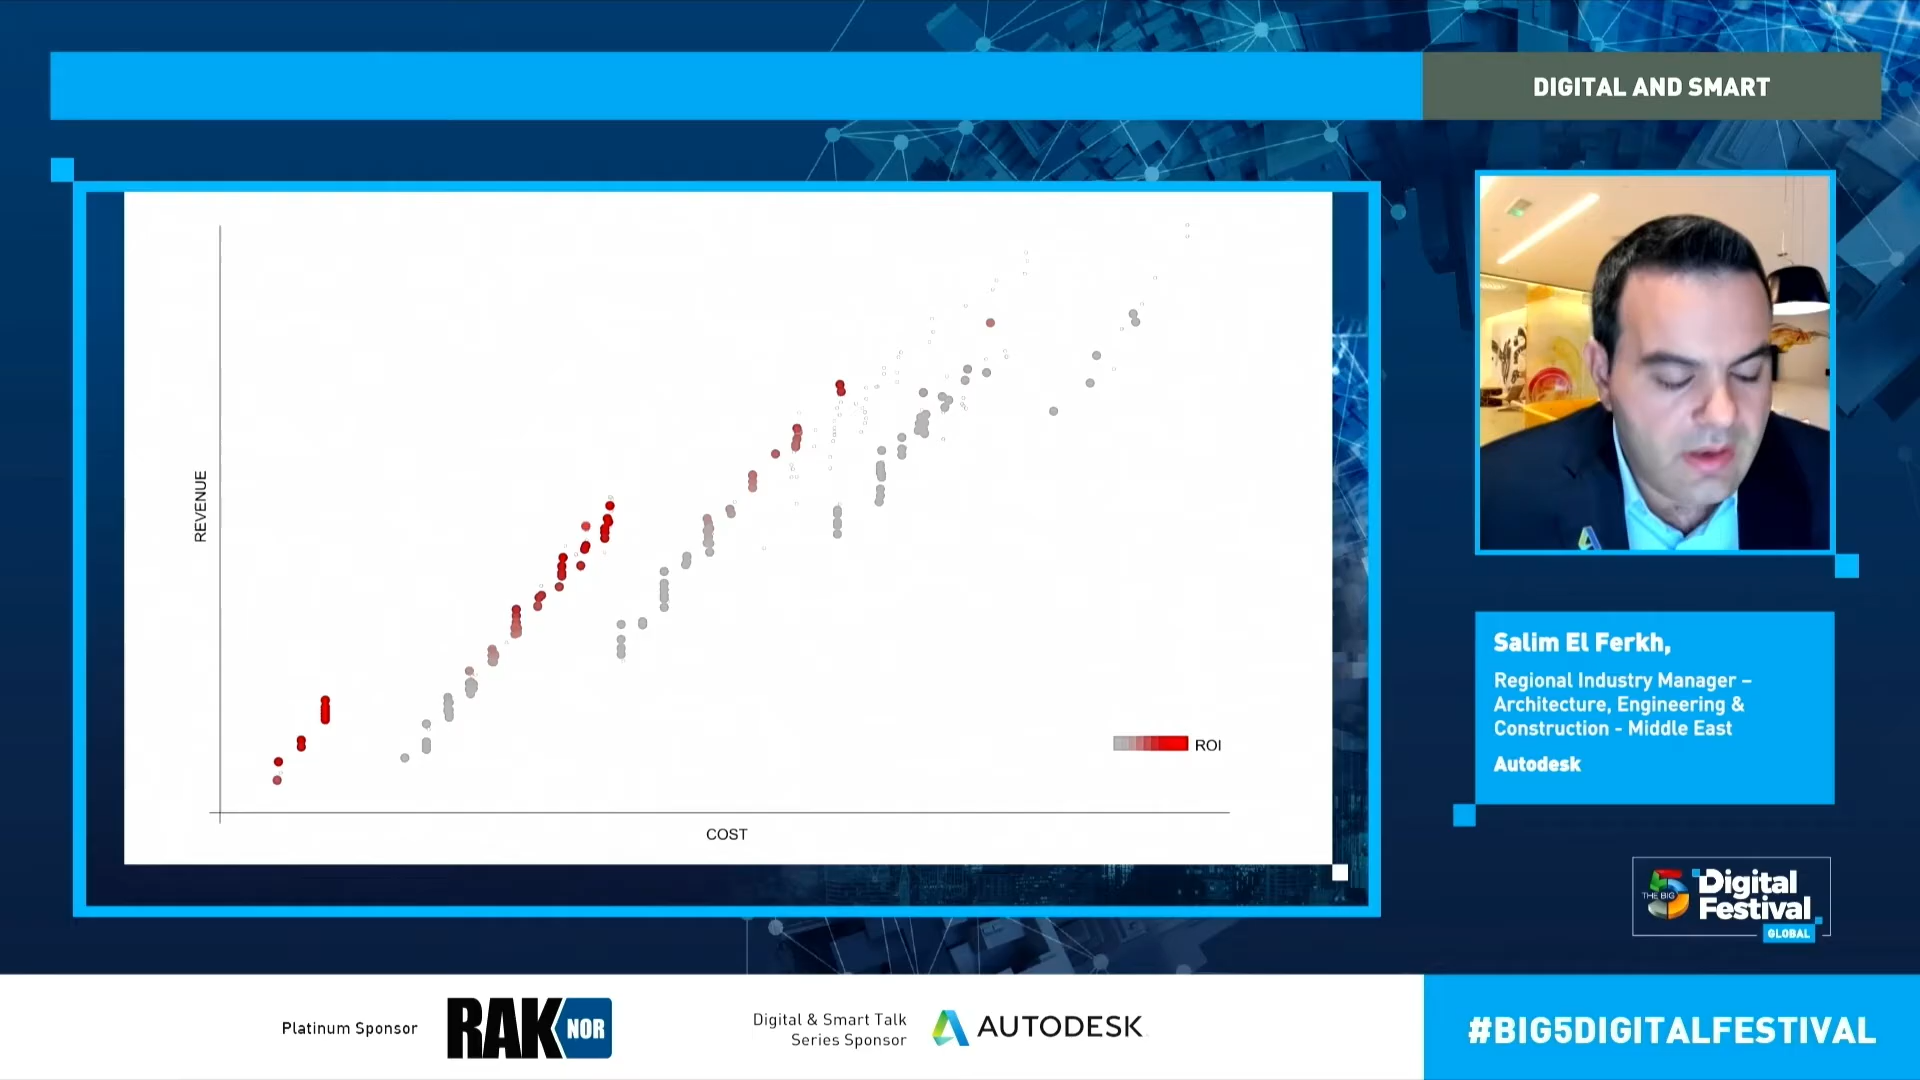 DIGITAL AND SMART
REVENUE
ROI
COST
Salim El Ferkh,
Regional Industry Manager –
Architecture, Engineering &
Construction - Middle East
Autodesk
THE BIG 5
Digital
Festival
GLOBAL
Platinum Sponsor
RAK NOR
Digital & Smart Talk
Series Sponsor
AUTODESK
#BIG5DIGITALFESTIVAL